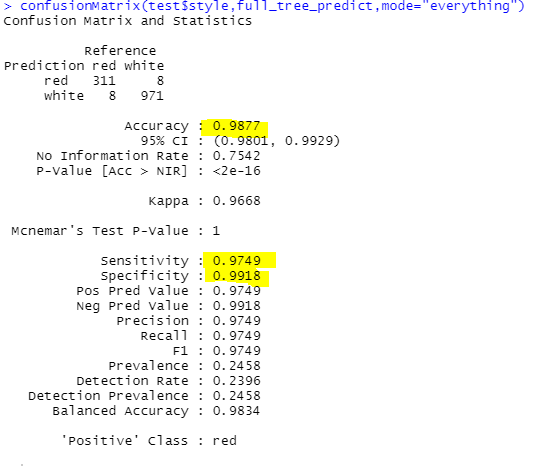 > confusionMatrix(test$style,full_tree_predict,mode="everything")
Confusion Matrix and Statistics
Reference
Prediction red white
red 311 8
white 8 971
Accuracy : 0.9877
95% CI : (0.9801, 0.9929)
No Information Rate : 0.7542
P-Value [Acc > NIR] : <2e-16
Kappa : 0.9668
Mcnemar's Test P-Value : 1
Sensitivity : 0.9749
Specificity : 0.9918
Pos Pred Value : 0.9749
Neg Pred Value : 0.9918
Precision : 0.9749
Recall : 0.9749
F1 : 0.9749
Prevalence : 0.2458
Detection Rate : 0.2396
Detection Prevalence : 0.2458
Balanced Accuracy : 0.9834
'Positive' Class : red